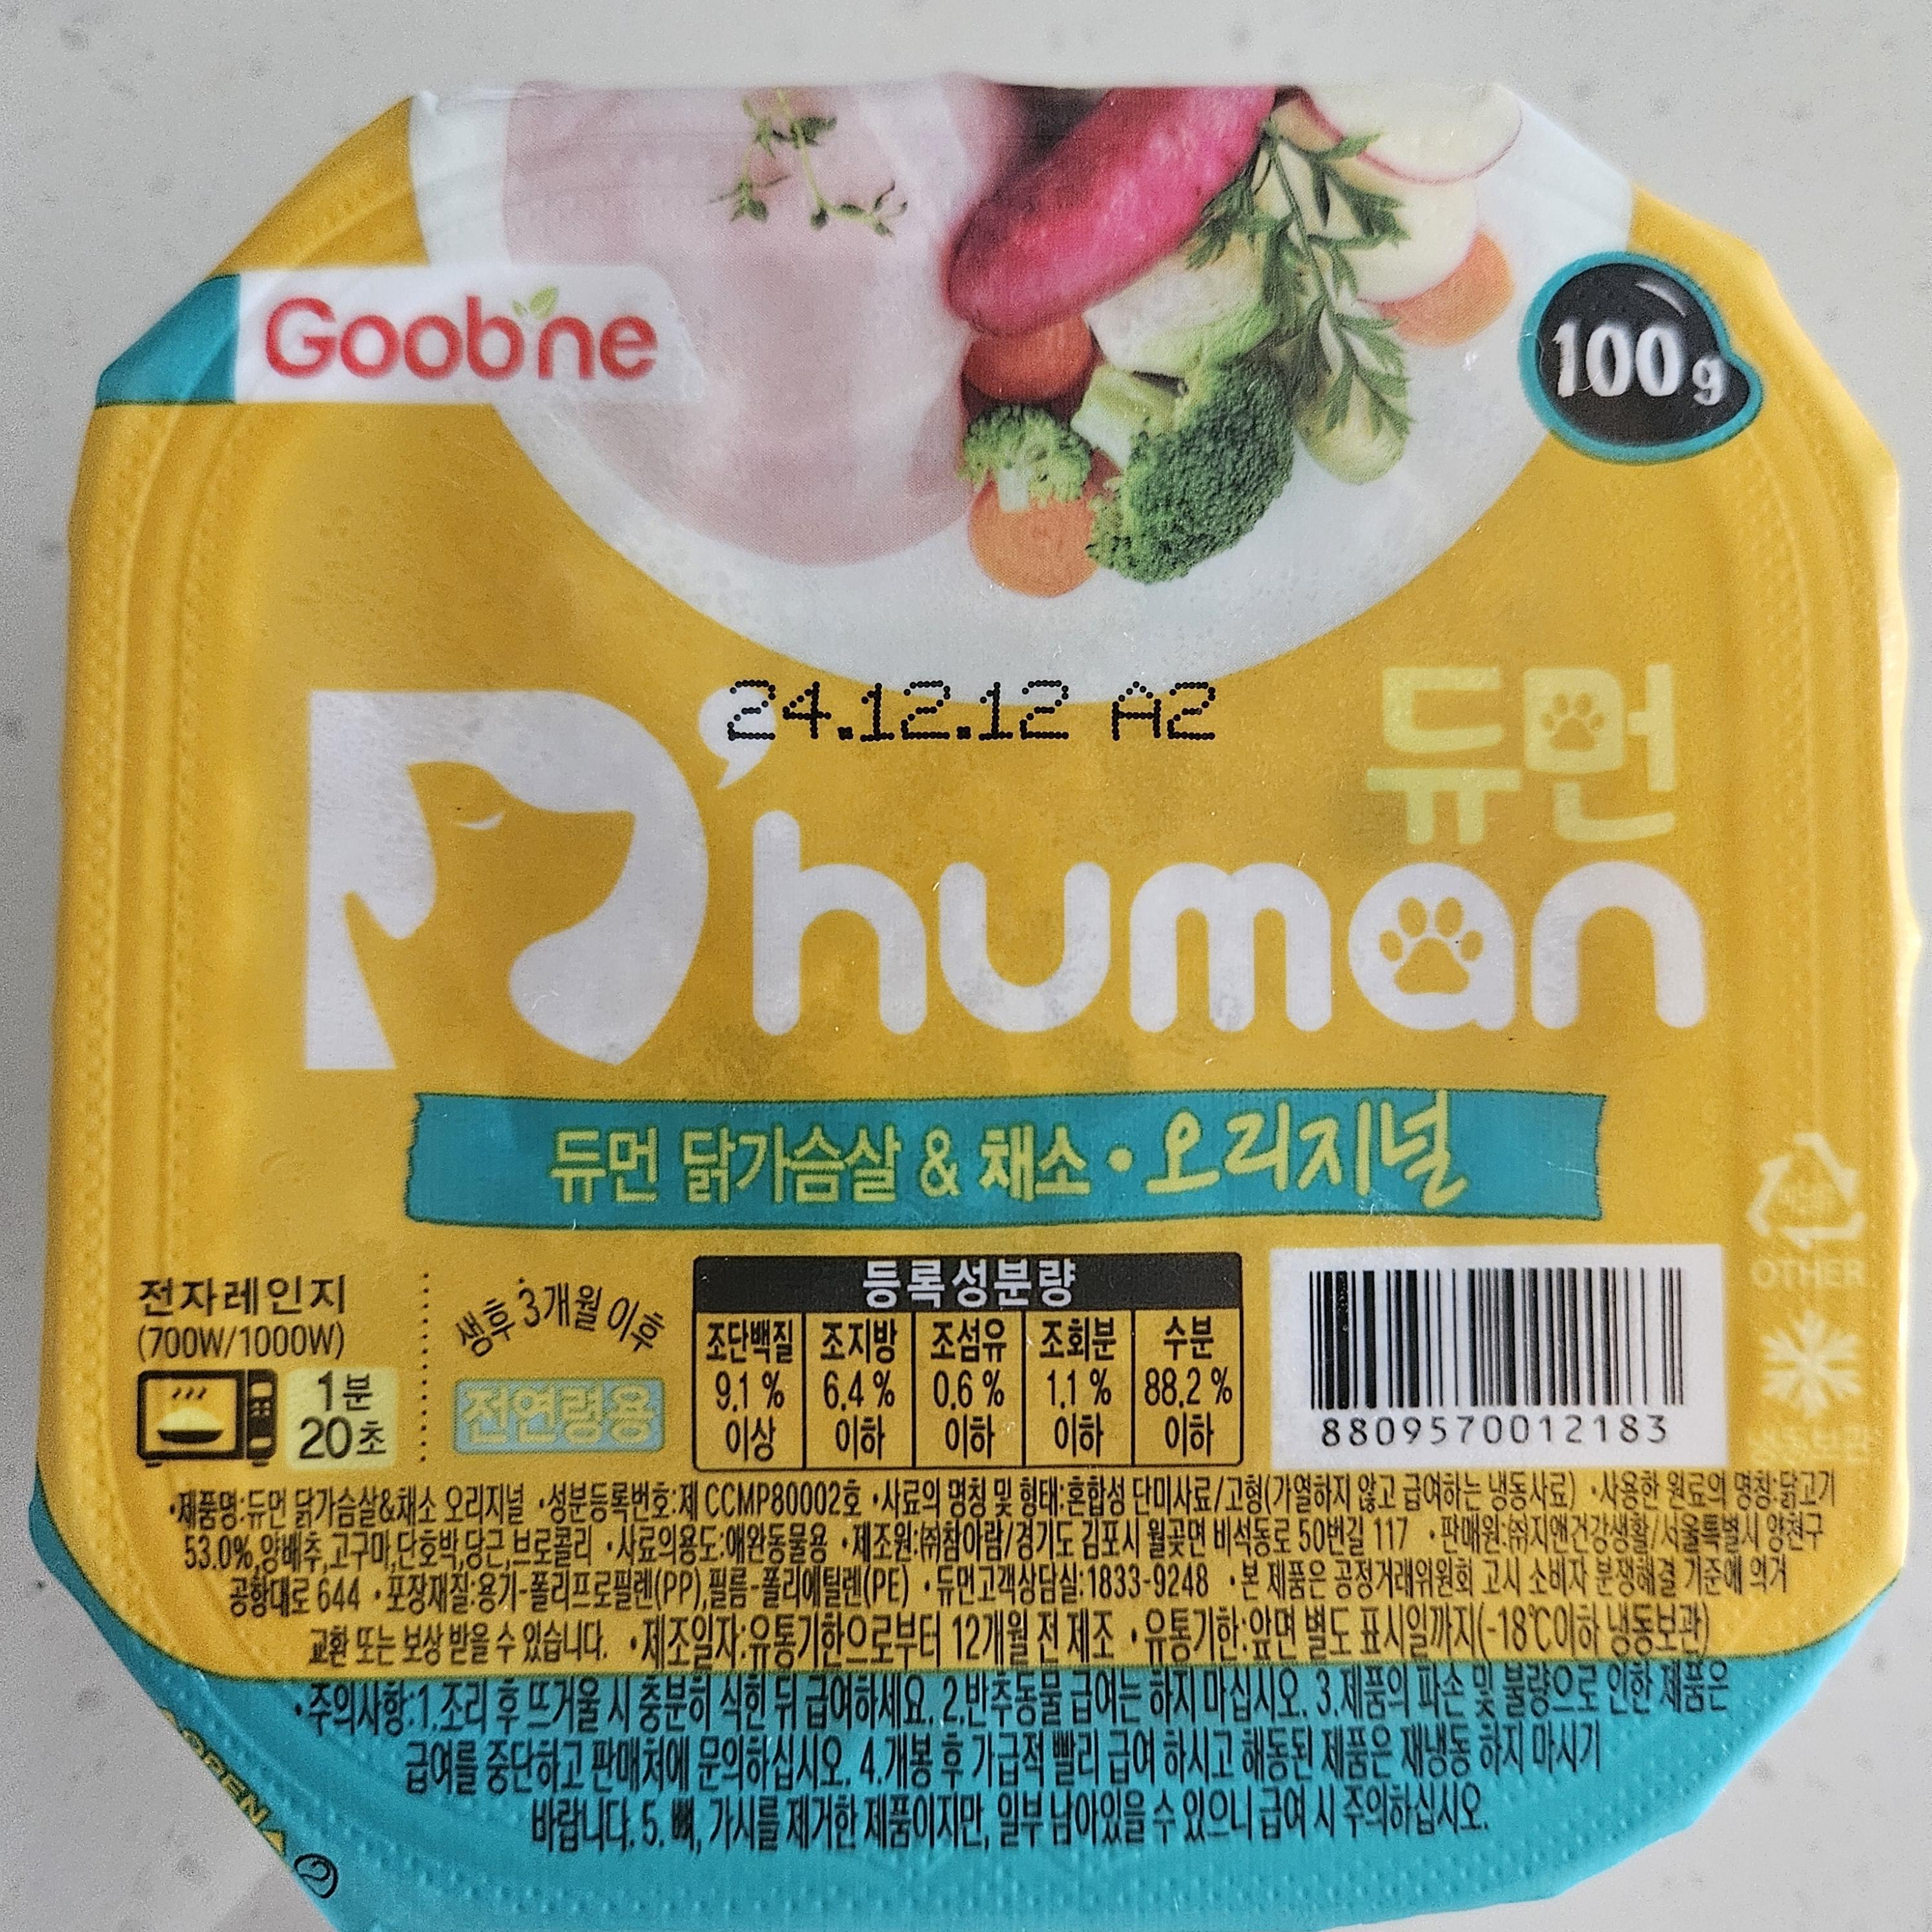 Goobne
100g
24.12.12 A2
듀먼
D'human
듀먼 닭가슴살 & 채소 • 오리지널
전자레인지
(700W/1000W)
1분
20초
생후 3개월 이후
전연령용
등록성분량
조단백질 조지방 조섬유 조회분 수분
9.1% 6.4% 0.6% 1.1% 88.2%
이상 이하 이하 이하 이하
8809570012183
OTHER
냉동보관
•제품명:듀먼 닭가슴살&채소 오리지널 •성분등록번호:제 CCMP80002호 •사료의 명칭 및 형태:혼합성 단미사료/고형(가열하지 않고 급여하는 냉동사료) •사용한 원료의 명칭:닭고기
53.0%,양배추,고구마,단호박,당근,브로콜리 •사료의용도:애완동물용 •제조원:㈜참아람/경기도 김포시 월곶면 비석동로 50번길 117 •판매원:㈜지앤건강생활/서울특별시 양천구
공항대로 644 •포장재질:용기-폴리프로필렌(PP),필름-폴리에틸렌(PE) •듀먼고객상담실:1833-9248 •본 제품은 공정거래위원회 고시 소비자 분쟁해결 기준에 의거
교환 또는 보상 받을 수 있습니다. •제조일자:유통기한으로부터 12개월 전 제조 •유통기한:앞면 별도 표시일까지(-18℃이하 냉동보관)
•주의사항:1.조리 후 뜨거울 시 충분히 식힌 뒤 급여하세요. 2.반추동물 급여는 하지 마십시오. 3.제품의 파손 및 불량으로 인한 제품은
급여를 중단하고 판매처에 문의하십시오. 4.개봉 후 가급적 빨리 급여 하시고 해동된 제품은 재냉동 하지 마시기
바랍니다. 5. 뼈, 가시를 제거한 제품이지만, 일부 남아있을 수 있으니 급여 시 주의하십시오.
OPEN